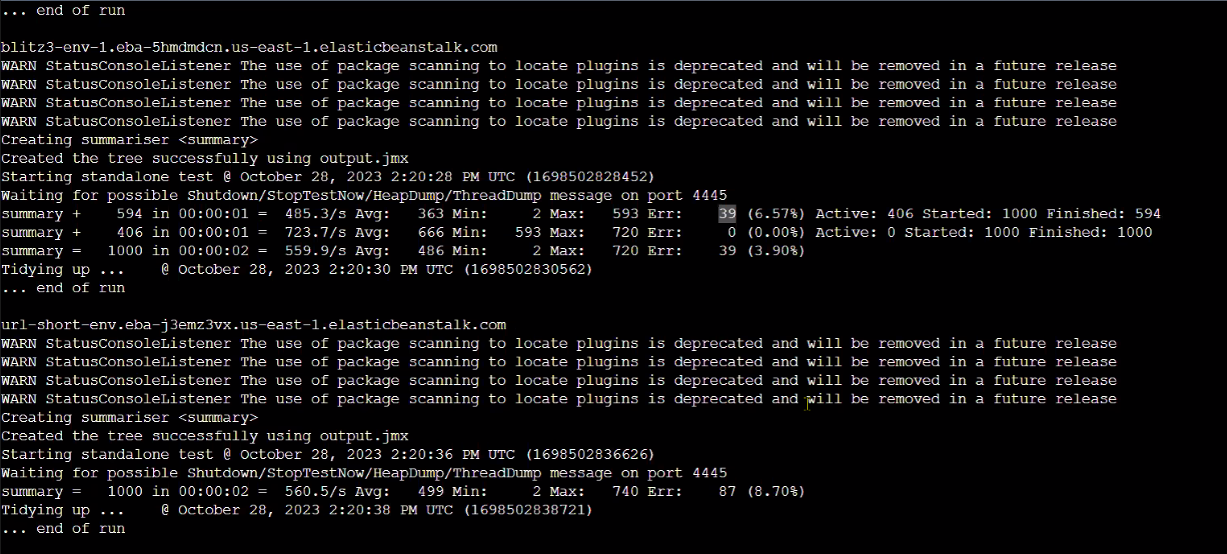 ... end of run
blitz3-env-1.eba-5hmdmdcn.us-east-1.elasticbeanstalk.com
WARN StatusConsoleListener The use of package scanning to locate plugins is deprecated and will be removed in a future release
WARN StatusConsoleListener The use of package scanning to locate plugins is deprecated and will be removed in a future release
WARN StatusConsoleListener The use of package scanning to locate plugins is deprecated and will be removed in a future release
WARN StatusConsoleListener The use of package scanning to locate plugins is deprecated and will be removed in a future release
Creating summariser <summary>
Created the tree successfully using output.jmx
Starting standalone test @ October 28, 2023 2:20:28 PM UTC (1698502828452)
Waiting for possible Shutdown/StopTestNow/HeapDump/ThreadDump message on port 4445
summary +    594 in 00:00:01 =  485.3/s Avg:   363 Min:     2 Max:   593 Err:    39 (6.57%) Active: 406 Started: 1000 Finished: 594
summary +    406 in 00:00:01 =  723.7/s Avg:   666 Min:   593 Max:   720 Err:     0 (0.00%) Active: 0 Started: 1000 Finished: 1000
summary =   1000 in 00:00:02 =  559.9/s Avg:   486 Min:     2 Max:   720 Err:    39 (3.90%)
Tidying up ...    @ October 28, 2023 2:20:30 PM UTC (1698502830562)
... end of run
url-short-env.eba-j3emz3vx.us-east-1.elasticbeanstalk.com
WARN StatusConsoleListener The use of package scanning to locate plugins is deprecated and will be removed in a future release
WARN StatusConsoleListener The use of package scanning to locate plugins is deprecated and will be removed in a future release
WARN StatusConsoleListener The use of package scanning to locate plugins is deprecated and will be removed in a future release
WARN StatusConsoleListener The use of package scanning to locate plugins is deprecated and will be removed in a future release
Creating summariser <summary>
Created the tree successfully using output.jmx
Starting standalone test @ October 28, 2023 2:20:36 PM UTC (1698502836626)
Waiting for possible Shutdown/StopTestNow/HeapDump/ThreadDump message on port 4445
summary =   1000 in 00:00:02 =  560.5/s Avg:   499 Min:     2 Max:   740 Err:    87 (8.70%)
Tidying up ...    @ October 28, 2023 2:20:38 PM UTC (1698502838721)
... end of run